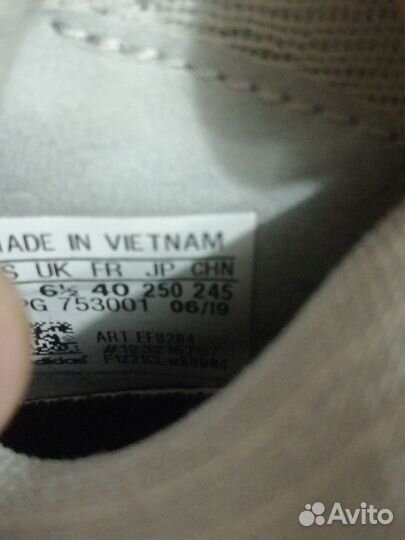 MADE IN VIETNAM
UK FR JP CHN
6½ 40 250 245
PG 753001 06/19
ART EF8284
adidas
Avito